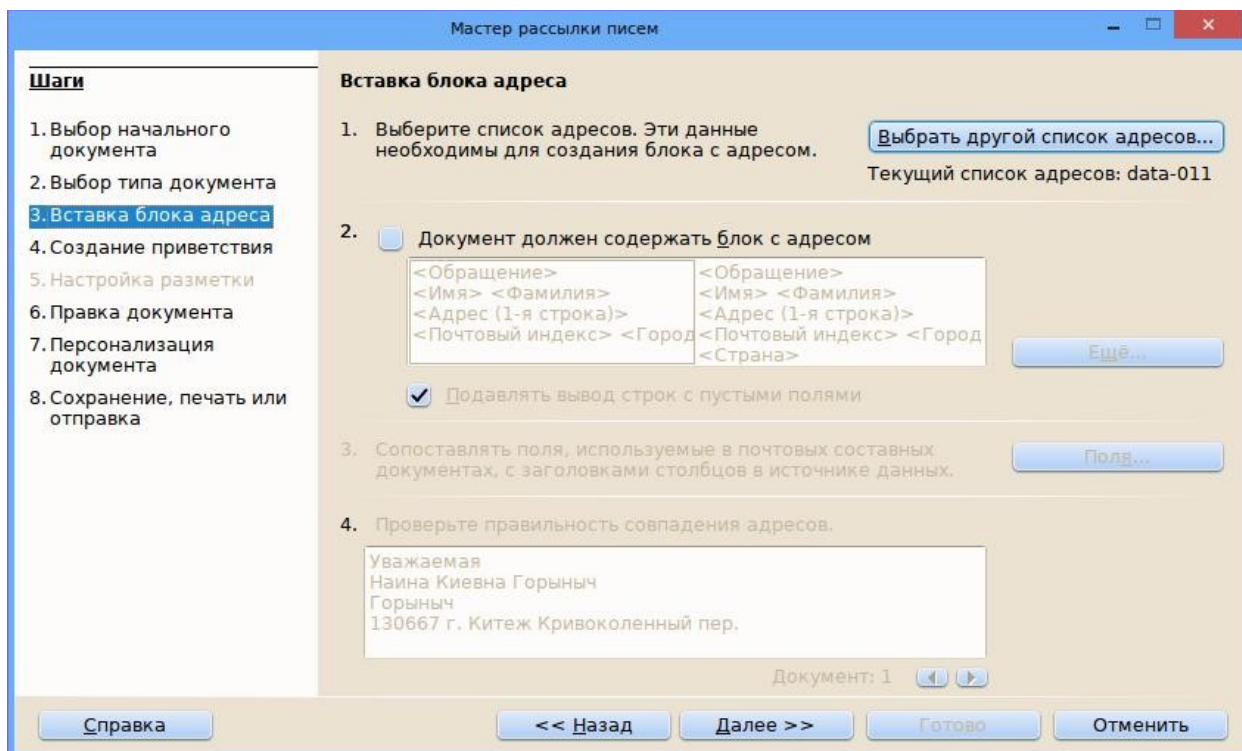 Мастер рассылки писем
Шаги
1. Выбор начального
документа
2. Выбор типа документа
3. Вставка блока адреса
4. Создание приветствия
5. Настройка разметки
6. Правка документа
7. Персонализация
документа
8. Сохранение, печать или
отправка
Вставка блока адреса
1. Выберите список адресов. Эти данные
необходимы для создания блока с адресом.
Выбрать другой список адресов...
Текущий список адресов: data-011
2. Документ должен содержать блок с адресом
<Обращение>
<Имя> <Фамилия>
<Адрес (1-я строка)>
<Почтовый индекс> <Город
<Обращение>
<Имя> <Фамилия>
<Адрес (1-я строка)>
<Почтовый индекс> <Город
<Страна>
Ещё...
Подавлять вывод строк с пустыми полями
3. Сопоставлять поля, используемые в почтовых составных
документах, с заголовками столбцов в источнике данных.
Поля...
4. Проверьте правильность совпадения адресов.
Уважаемая
Наина Киевна Горыныч
Горыныч
130667 г. Китеж Кривоколенный пер.
Документ: 1
Справка
<< Назад
Далее >>
Готово
Отменить